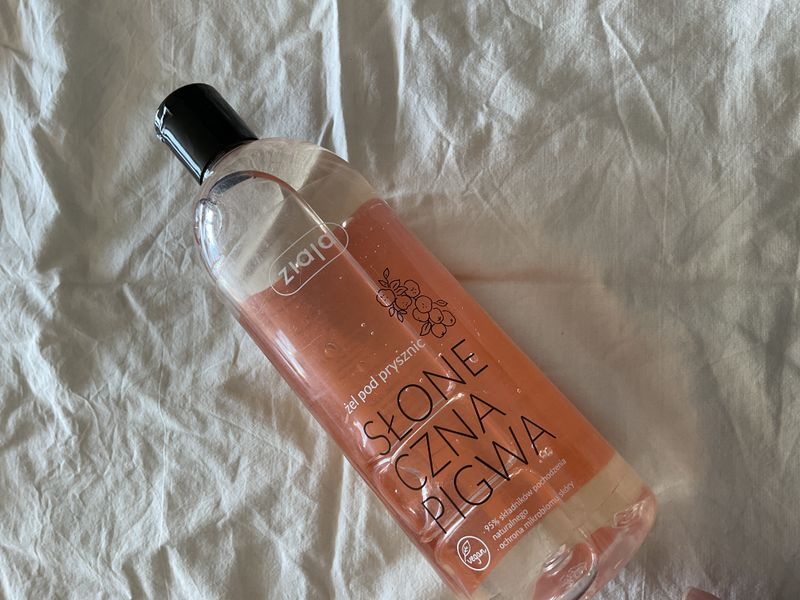 ziaja
żel pod prysznic
SŁONE
CZNA
PIGWA
95% składników pochodzenia
naturalnego
ochrona mikrobiomu skóry
vegan